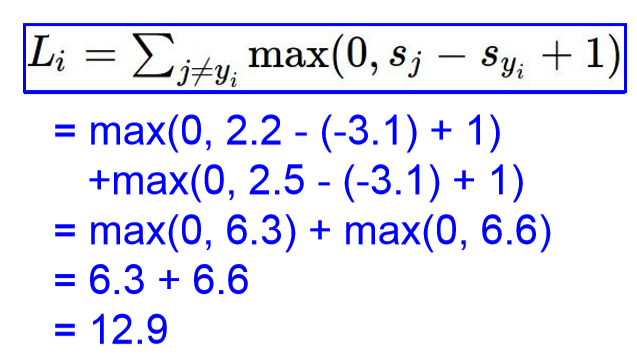 L_i = ∑_{j≠y_i} max(0, s_j − s_{y_i} + 1)
= max(0, 2.2 - (-3.1) + 1)
+max(0, 2.5 - (-3.1) + 1)
= max(0, 6.3) + max(0, 6.6)
= 6.3 + 6.6
= 12.9